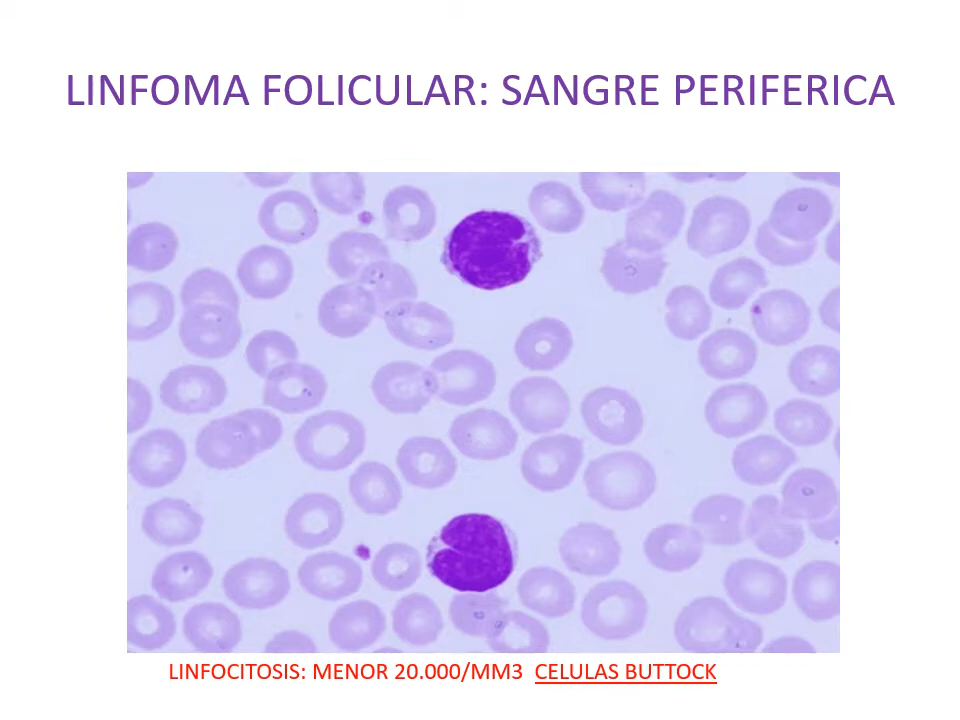 LINFOMA FOLICULAR: SANGRE PERIFERICA
LINFOCITOSIS: MENOR 20.000/MM3 CELULAS BUTTOCK